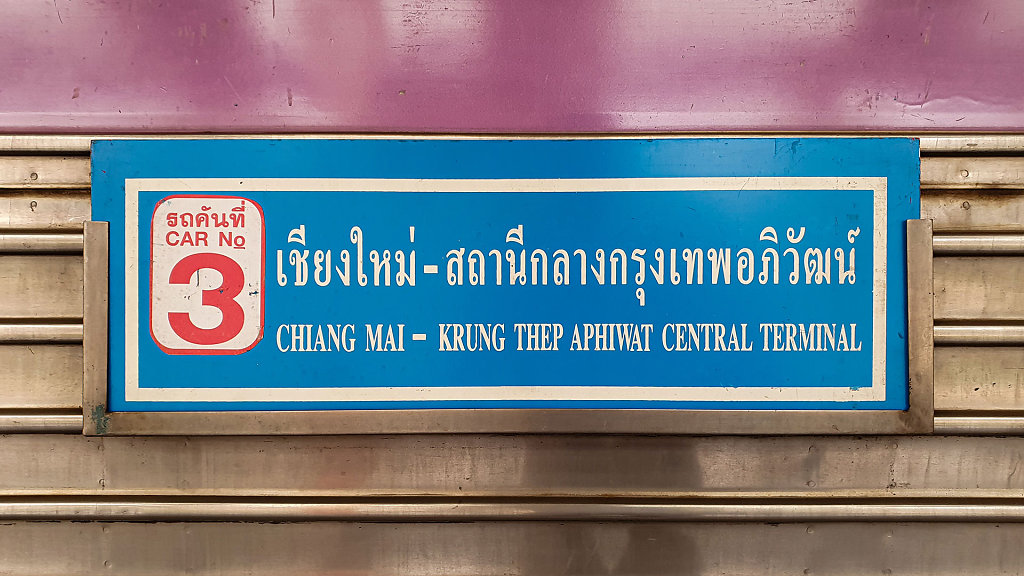 รถคันที่
CAR No
3
เชียงใหม่ - สถานีกลางกรุงเทพอภิวัฒน์
CHIANG MAI - KRUNG THEP APHIWAT CENTRAL TERMINAL